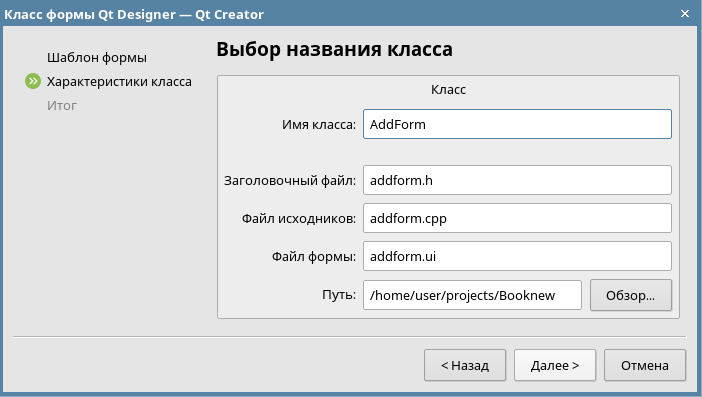 Класс формы Qt Designer — Qt Creator
Шаблон формы
Характеристики класса
Итог
Выбор названия класса
Класс
Имя класса: AddForm
Заголовочный файл: addform.h
Файл исходников: addform.cpp
Файл формы: addform.ui
Путь: /home/user/projects/Booknew Обзор...
< Назад Далее > Отмена